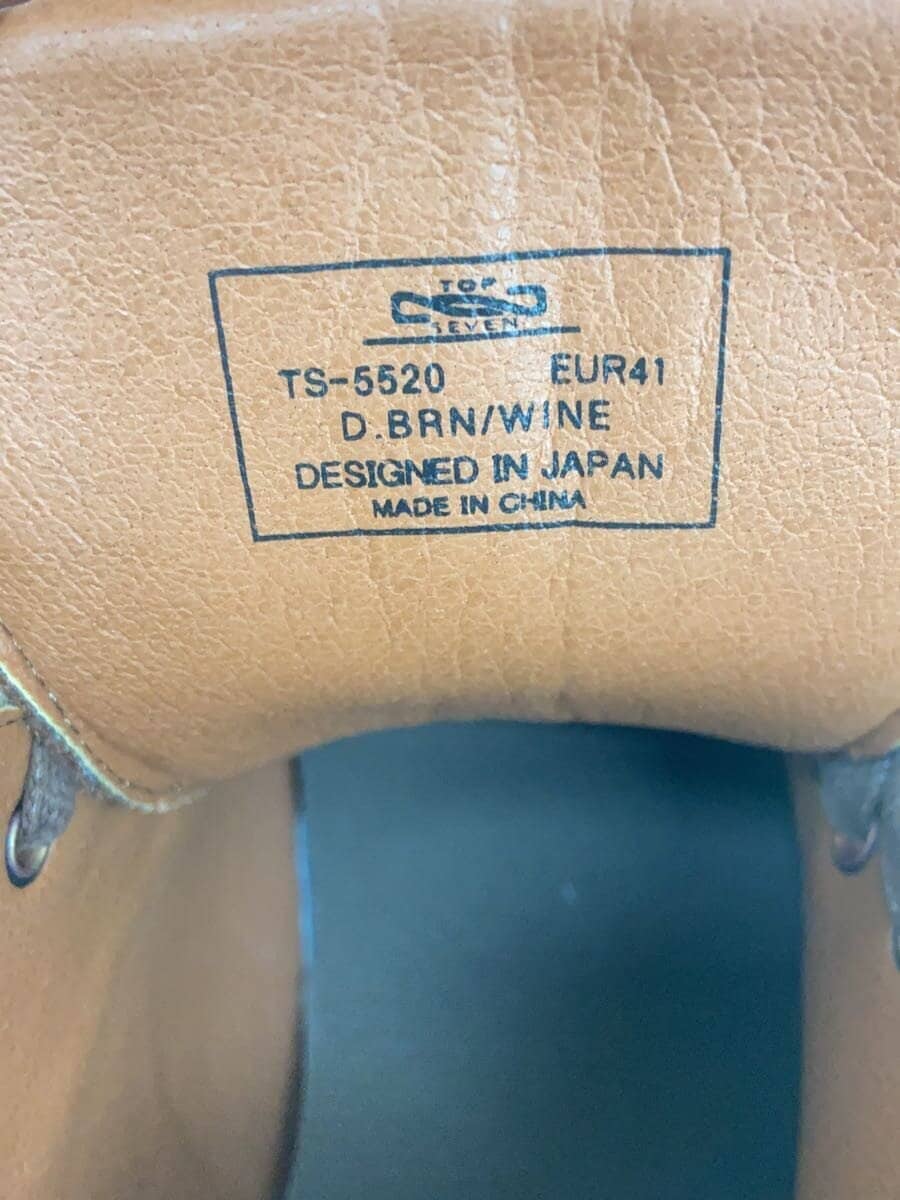 TOP
SEVEN
TS-5520 EUR41
D.BRN/WINE
DESIGNED IN JAPAN
MADE IN CHINA